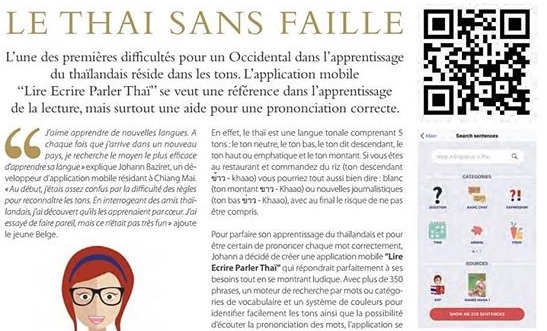 LE THAI SANS FAILLE
L'une des premières difficultés pour un Occidental dans l'apprentissage
du thaïlandais réside dans les tons. L'application mobile
“Lire Ecrire Parler Thaï” se veut une référence dans l'apprentissage
de la lecture, mais surtout une aide pour une prononciation correcte.
“J'aime apprendre de nouvelles langues. A
chaque fois que j'arrive dans un nouveau
pays, je recherche le moyen le plus efficace
d'apprendre sa langue » explique Johann Baziret, un dé-
veloppeur d'application mobile résidant à Chiang Mai.
« Au début, j'étais assez confus par la difficulté des règles
pour reconnaître les tons. En interrogeant des amis thaï-
landais, j'ai découvert qu'ils les apprenaient par cœur. J'ai
essayé de faire pareil, mais ce n'était pas très fun » ajoute
le jeune Belge.
En effet, le thaï est une langue tonale comprenant 5
tons : le ton neutre, le ton bas, le ton dit descendant, le
ton haut ou emphatique et le ton montant. Si vous êtes
au restaurant et commandez du riz (ton descendant
ข้าว - Khaao) vous pourriez tout aussi bien dire : blanc
(ton montant ขาว - Khaao) ou nouvelles journalistiques
(ton bas ข่าว - Khaao), avec au final le risque de ne pas
être compris.
Pour parfaire son apprentissage du thaïlandais et pour
être certain de prononcer chaque mot correctement,
Johann a décidé de créer une application mobile “Lire
Ecrire Parler Thaï” qui répondrait parfaitement à ses
besoins tout en se montrant ludique. Avec plus de 350
phrases, un moteur de recherche par mots ou catégo-
ries de vocabulaire et un système de couleurs pour
identifier facilement les tons ainsi que la possibilité
d'écouter la prononciation des mots, l'application se
Main
Search sentences
CATEGORIES
QUESTION
BASIC CHAT
EXPRESSION
TIME
ANIMAL
FOOD
SOURCES
APP
MANEE MANA 1